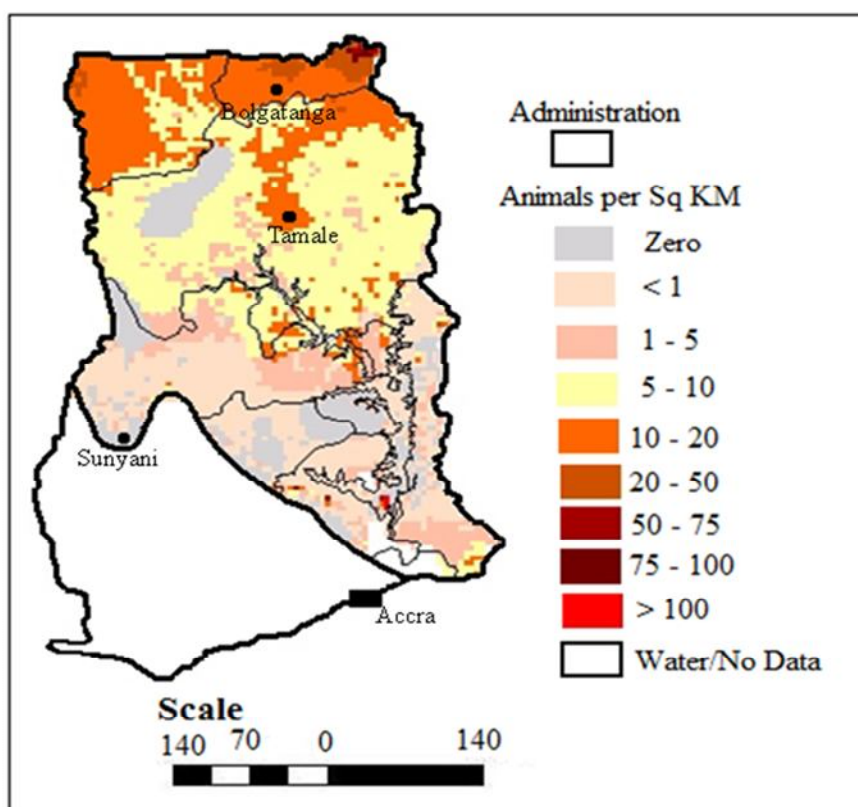 Bolgatanga
Tamale
Sunyani
Accra
Scale
140 70 0 140
Administration
Animals per Sq KM
Zero
< 1
1 - 5
5 - 10
10 - 20
20 - 50
50 - 75
75 - 100
> 100
Water/No Data